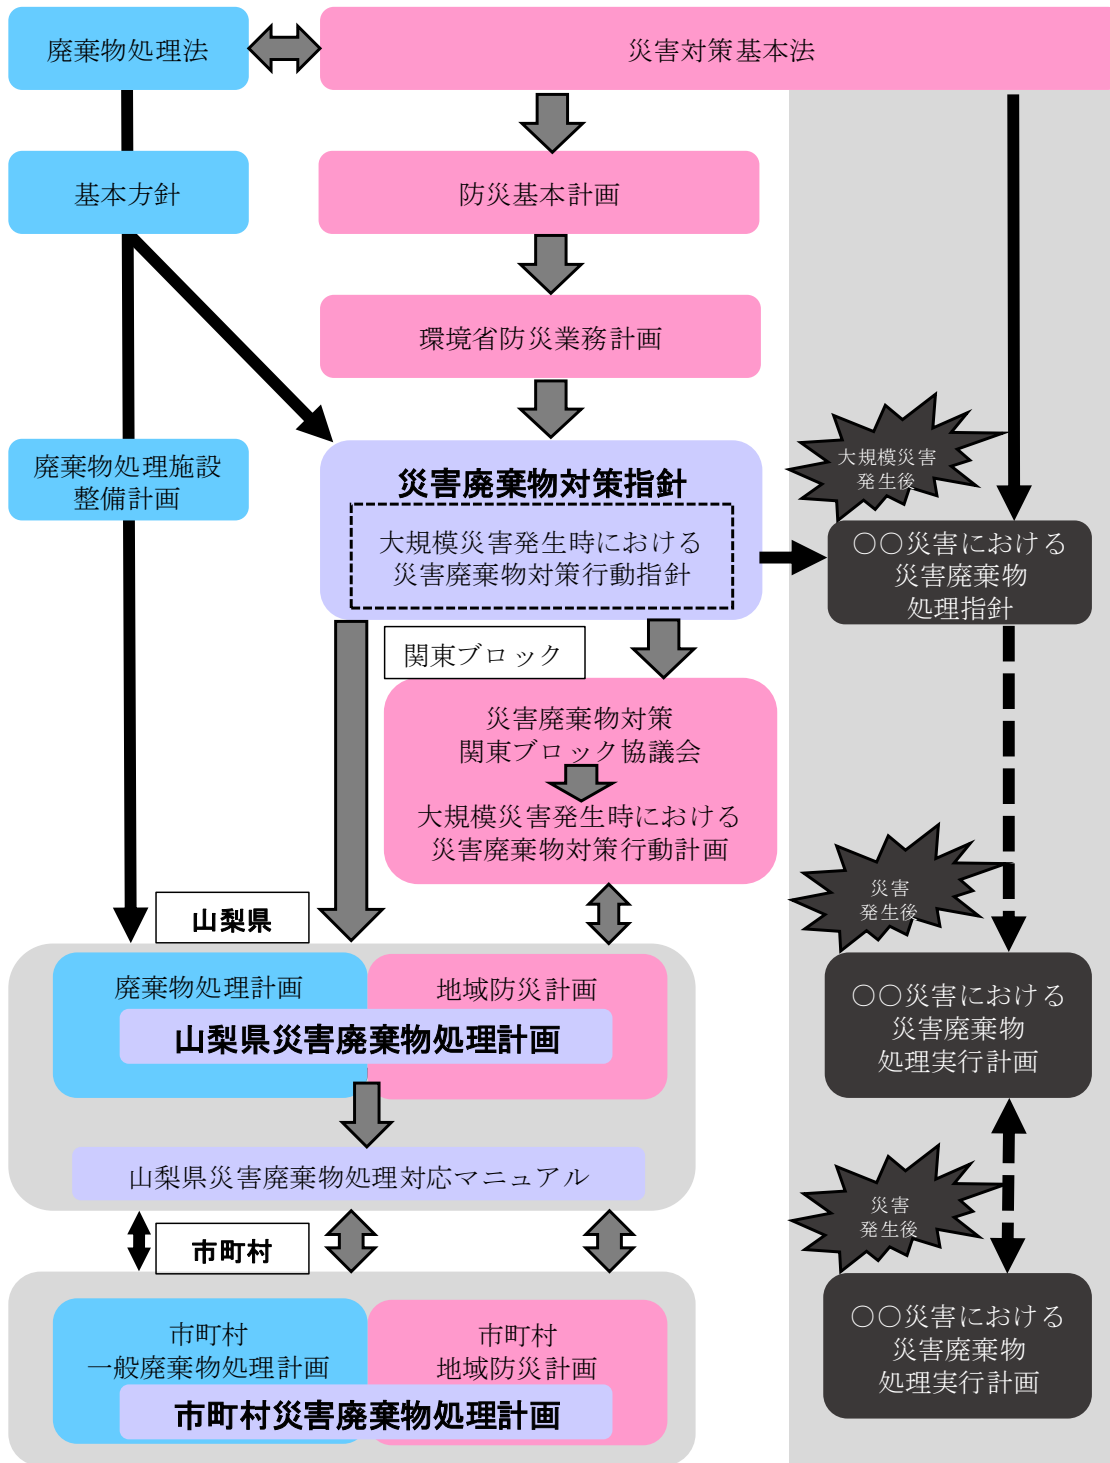 廃棄物処理法
災害対策基本法
基本方針
防災基本計画
環境省防災業務計画
廃棄物処理施設
整備計画
災害廃棄物対策指針
大規模災害発生時における
災害廃棄物対策行動指針
大規模災害
発生後
〇〇災害における
災害廃棄物
処理指針
関東ブロック
災害廃棄物対策
関東ブロック協議会
大規模災害発生時における
災害廃棄物対策行動計画
災害
発生後
山梨県
廃棄物処理計画
地域防災計画
山梨県災害廃棄物処理計画
〇〇災害における
災害廃棄物
処理実行計画
山梨県災害廃棄物処理対応マニュアル
災害
発生後
市町村
市町村
一般廃棄物処理計画
市町村
地域防災計画
市町村災害廃棄物処理計画
〇〇災害における
災害廃棄物
処理実行計画